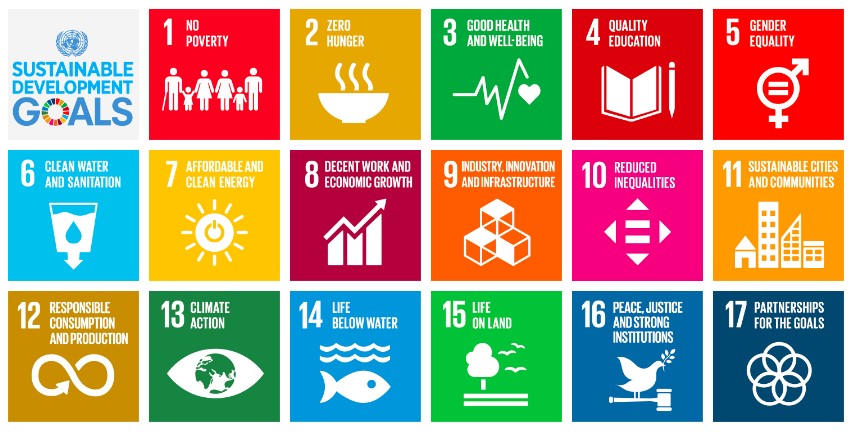 SUSTAINABLE
DEVELOPMENT
GOALS
1 NO
POVERTY
2 ZERO
HUNGER
3 GOOD HEALTH
AND WELL-BEING
4 QUALITY
EDUCATION
5 GENDER
EQUALITY
6 CLEAN WATER
AND SANITATION
7 AFFORDABLE AND
CLEAN ENERGY
8 DECENT WORK AND
ECONOMIC GROWTH
9 INDUSTRY, INNOVATION
AND INFRASTRUCTURE
10 REDUCED
INEQUALITIES
11 SUSTAINABLE CITIES
AND COMMUNITIES
12 RESPONSIBLE
CONSUMPTION
AND PRODUCTION
13 CLIMATE
ACTION
14 LIFE
BELOW WATER
15 LIFE
ON LAND
16 PEACE, JUSTICE
AND STRONG
INSTITUTIONS
17 PARTNERSHIPS
FOR THE GOALS